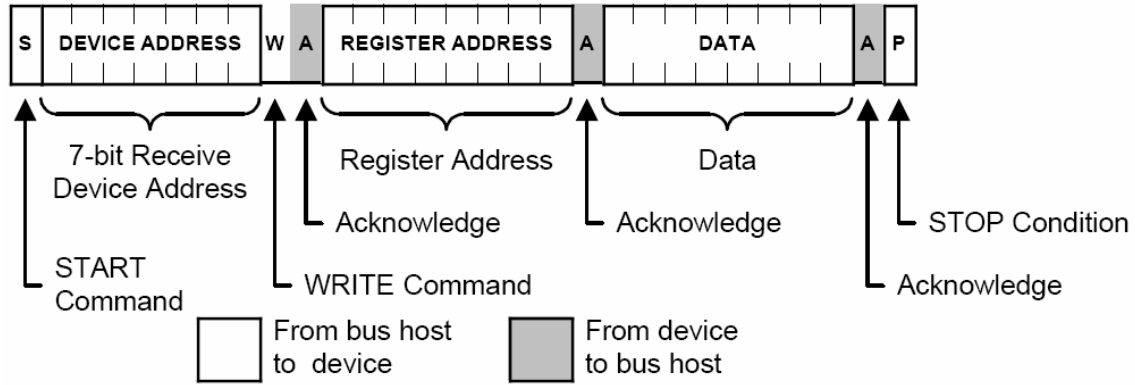 S DEVICE ADDRESS W A REGISTER ADDRESS A DATA A P
7-bit Receive
Device Address
Register Address
Data
Acknowledge
Acknowledge
STOP Condition
START
Command
WRITE Command
Acknowledge
From bus host
to device
From device
to bus host